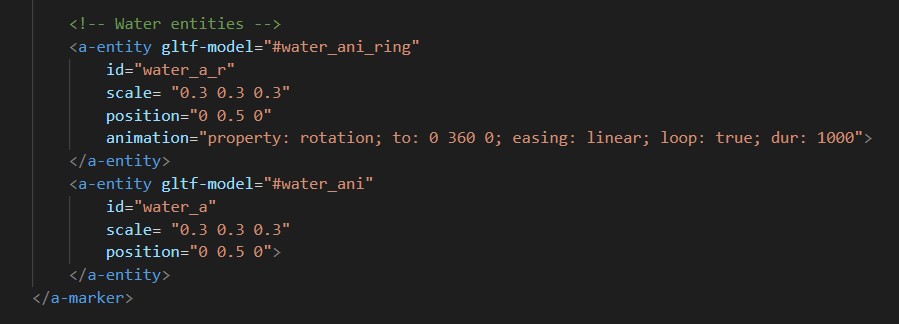 <!-- Water entities -->
<a-entity gltf-model="#water_ani_ring"
id="water_a_r"
scale= "0.3 0.3 0.3"
position="0 0.5 0"
animation="property: rotation; to: 0 360 0; easing: linear; loop: true; dur: 1000">
</a-entity>
<a-entity gltf-model="#water_ani"
id="water_a"
scale= "0.3 0.3 0.3"
position="0 0.5 0">
</a-entity>
</a-marker>